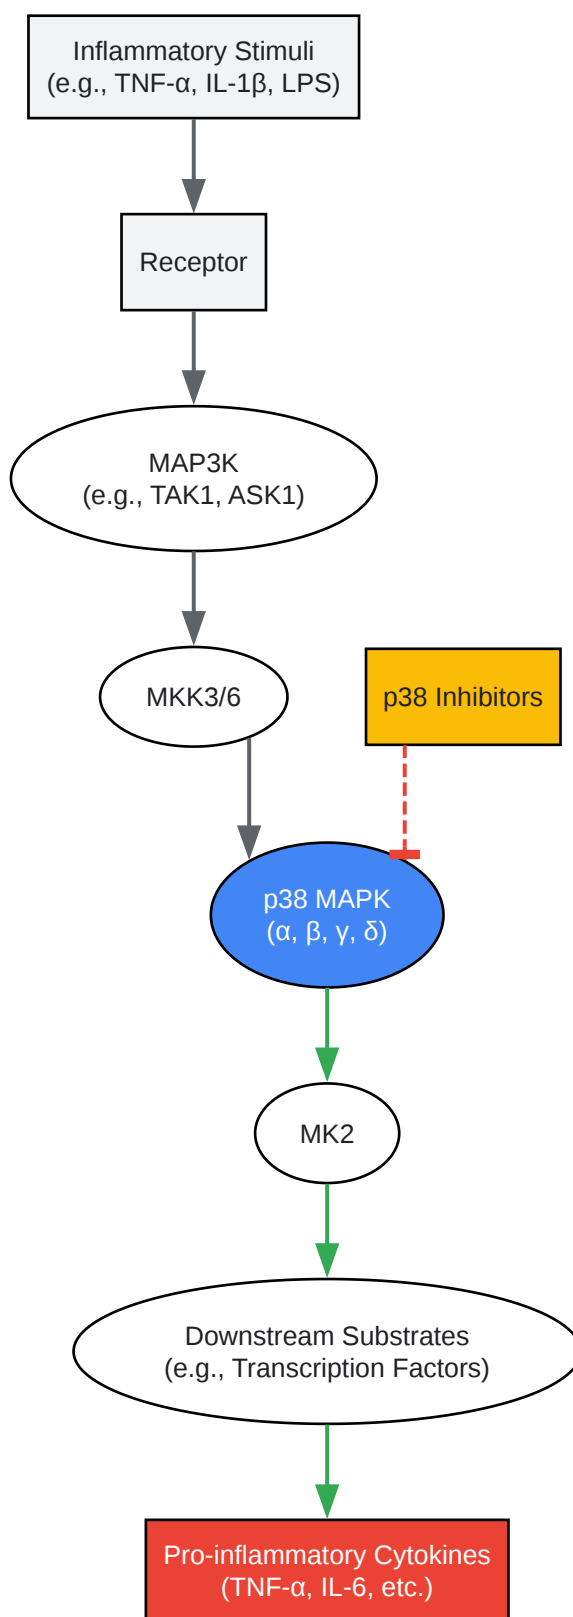 Inflammatory Stimuli
(e.g., TNF-α, IL-1β, LPS)
Receptor
MAP3K
(e.g., TAK1, ASK1)
MKK3/6
p38 Inhibitors
p38 MAPK
(α, β, γ, δ)
MK2
Downstream Substrates
(e.g., Transcription Factors)
Pro-inflammatory Cytokines
(TNF-α, IL-6, etc.)